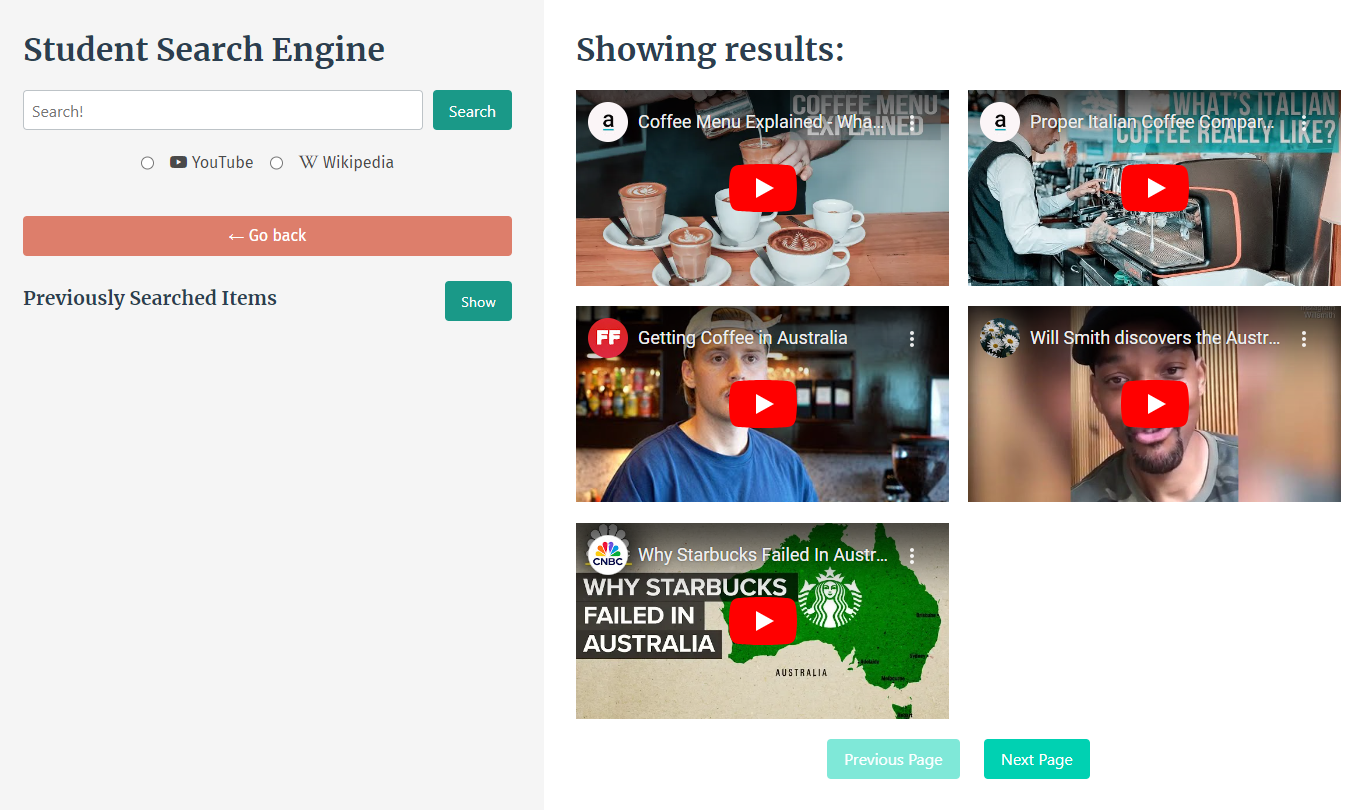 Student Search Engine
Search!
Search
YouTube
Wikipedia
← Go back
Previously Searched Items
Show
Showing results:
COFFEE MENU
EXPLAINED
a
Coffee Menu Explained - Wha...
WHAT'S ITALIAN
COFFEE REALLY LIKE?
a
Proper Italian Coffee Compar...
FF
Getting Coffee in Australia
Will Smith discovers the Austr...
CNBC
Why Starbucks Failed In Austr...
WHY STARBUCKS
FAILED IN
AUSTRALIA
AUSTRALIA
Previous Page
Next Page